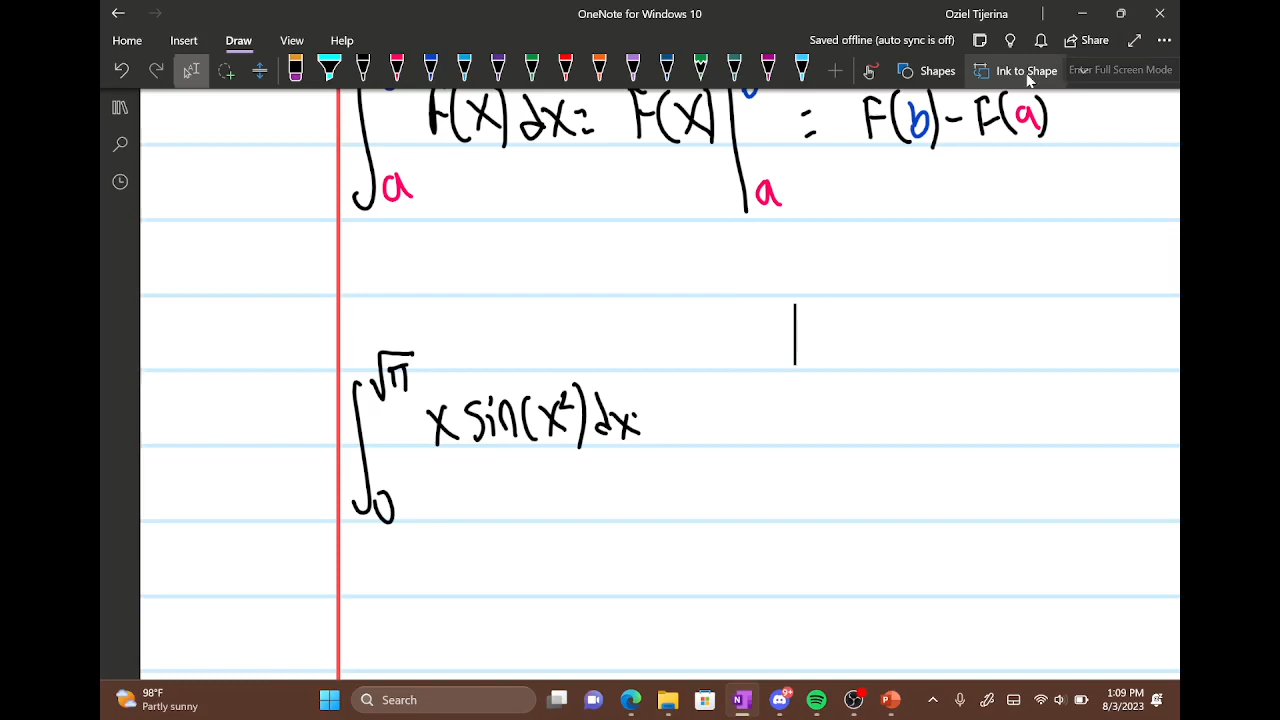 OneNote for Windows 10
Oziel Tijerina
Home Insert Draw View Help
Saved offline (auto sync is off)
Share
Shapes
Ink to Shape
Enter Full Screen Mode
∫ₐ F(x)dx = F(x)|ₐ = F(b) - F(a)
∫₀^√π x sin(x²)dx
98°F
Partly sunny
Search
9+
1:09 PM
8/3/2023